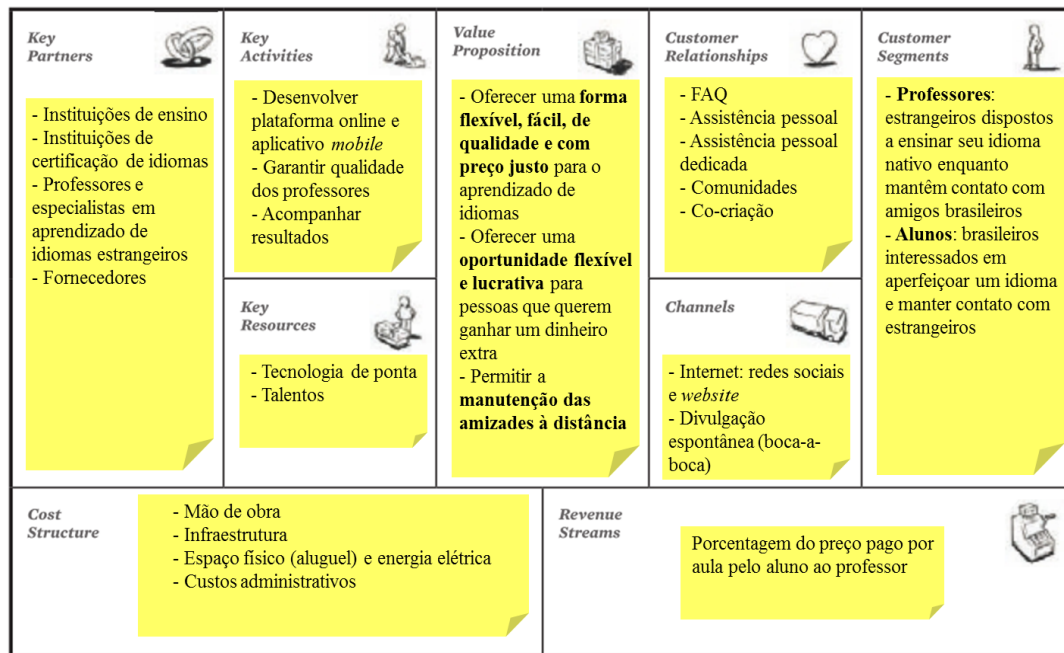 Key
Partners
- Instituições de ensino
- Instituições de
certificação de idiomas
- Professores e
especialistas em
aprendizado de
idiomas estrangeiros
- Fornecedores
Key
Activities
- Desenvolver
plataforma online e
aplicativo mobile
- Garantir qualidade
dos professores
- Acompanhar
resultados
Key
Resources
- Tecnologia de ponta
- Talentos
Value
Proposition
- Oferecer uma forma
flexível, fácil, de
qualidade e com
preço justo para o
aprendizado de
idiomas
- Oferecer uma
oportunidade flexível
e lucrativa para
pessoas que querem
ganhar um dinheiro
extra
- Permitir a
manutenção das
amizades à distância
Customer
Relationships
- FAQ
- Assistência pessoal
- Assistência pessoal
dedicada
- Comunidades
- Co-criação
Channels
- Internet: redes sociais
e website
- Divulgação
espontânea (boca-a-
boca)
Customer
Segments
- Professores:
estrangeiros dispostos
a ensinar seu idioma
nativo enquanto
mantêm contato com
amigos brasileiros
- Alunos: brasileiros
interessados em
aperfeiçoar um idioma
e manter contato com
estrangeiros
Cost
Structure
- Mão de obra
- Infraestrutura
- Espaço físico (aluguel) e energia elétrica
- Custos administrativos
Revenue
Streams
Porcentagem do preço pago por
aula pelo aluno ao professor